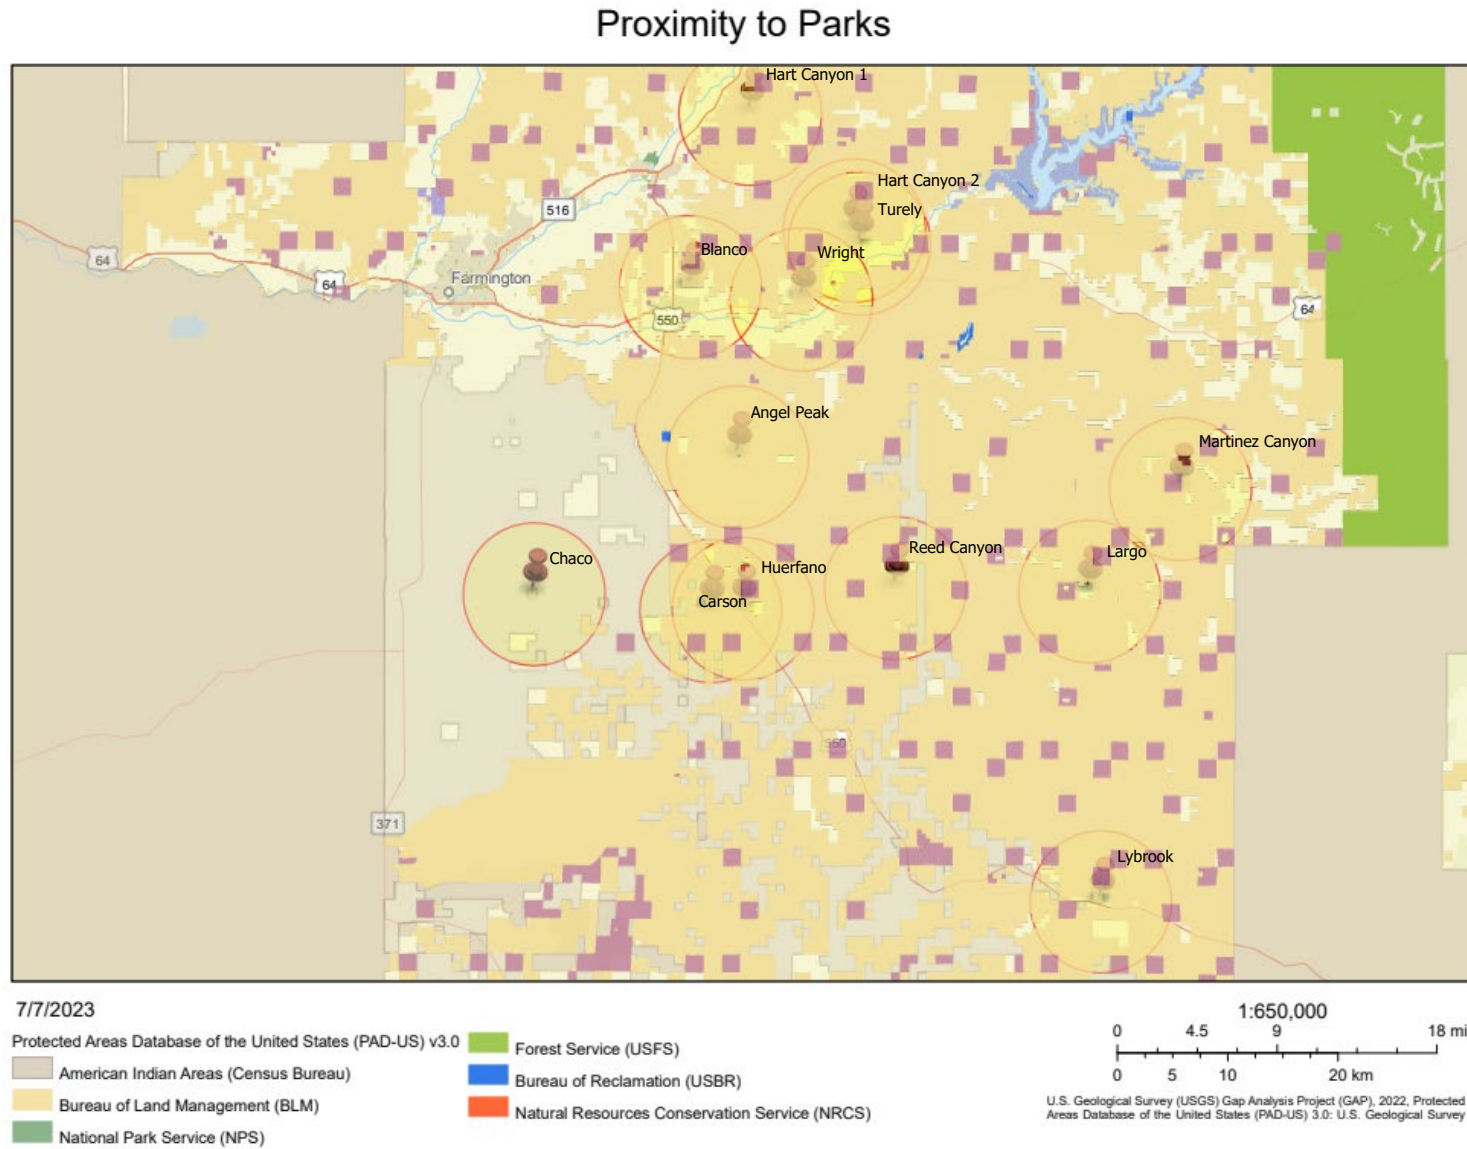 Proximity to Parks
Hart Canyon 1
Hart Canyon 2
516
Turely
Blanco
Wright
64
64
Farmington
64
550
Angel Peak
Martinez Canyon
Chaco
Huerfano
Reed Canyon
Largo
Carson
550
371
Lybrook
7/7/2023
1:650,000
0 4.5 9 18 mi
0 5 10 20 km
Protected Areas Database of the United States (PAD-US) v3.0
American Indian Areas (Census Bureau)
Bureau of Land Management (BLM)
National Park Service (NPS)
Forest Service (USFS)
Bureau of Reclamation (USBR)
Natural Resources Conservation Service (NRCS)
U.S. Geological Survey (USGS) Gap Analysis Project (GAP), 2022, Protected
Areas Database of the United States (PAD-US) 3.0: U.S. Geological Survey